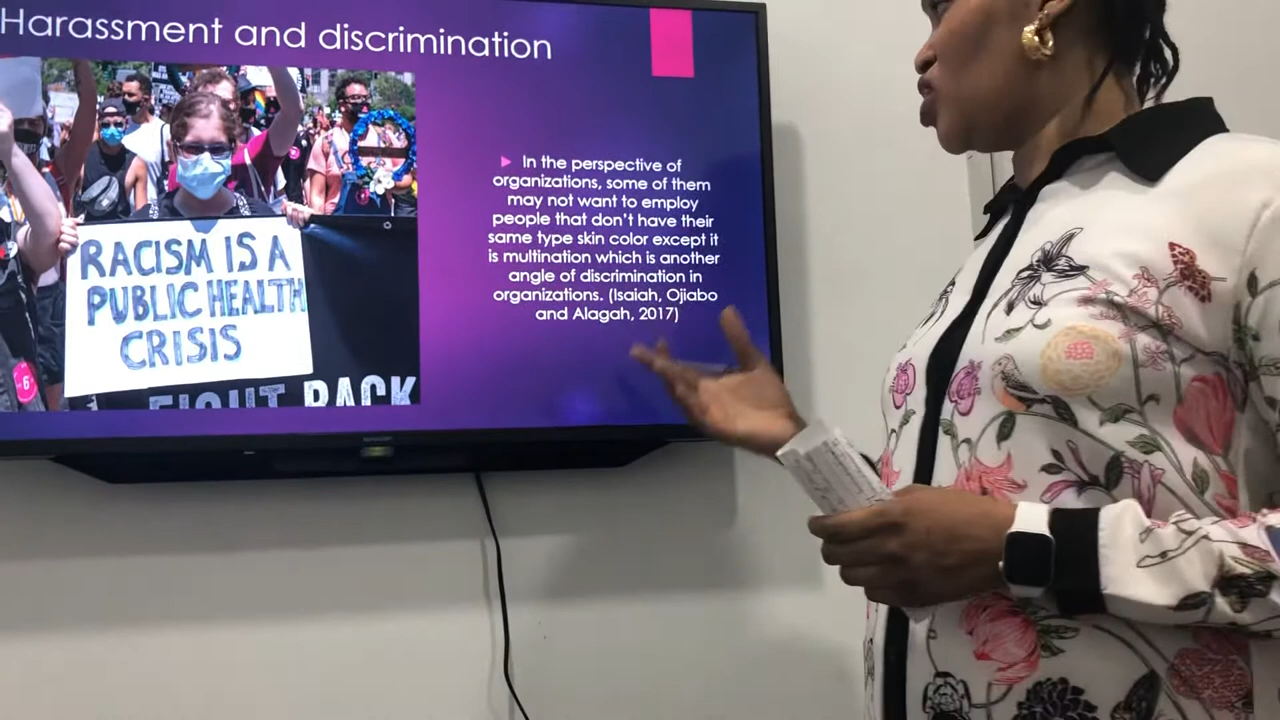 Harassment and discrimination
RACISM IS A
PUBLIC HEALTH
CRISIS
FIGHT BACK
In the perspective of
organizations, some of them
may not want to employ
people that don't have their
same type skin color except it
is multination which is another
angle of discrimination in
organizations. (Isaiah, Ojiabo
and Alagah, 2017)
SHARP